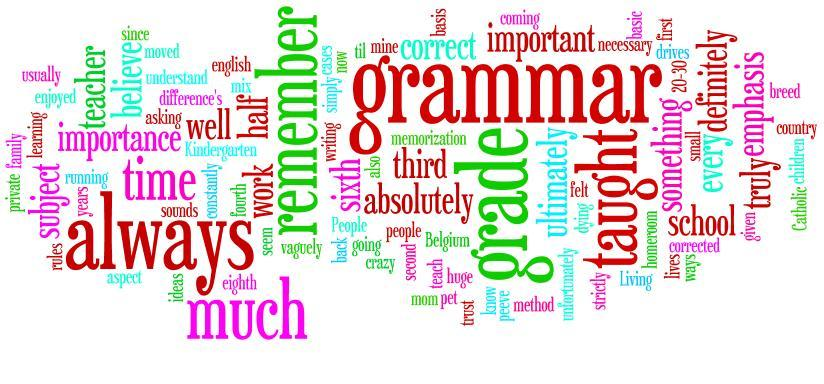 since
moved
usually
teacher
believe
understand
english
enjoyed
difference's
mix
asking
well
half
remember
simply
cases
now
til
mine
correct
basis
coming
important
necessary
basic
first
drives
20-30
definitely
emphasis
breed
grammar
learning
importance
Kindergarten
writing
memorization
country
private
family
subject
running
time
years
constantly
fourth
work
sixth
also
third
grade
ultimately
taught
something
small
every
truly
children
Catholic
sounds
absolutely
felt
dying
school
given
rules
always
seem
vaguely
People
back
going
crazy
people
Belgium
second
teach
huge
homeroom
corrected
lives
ways
aspect
ideas
eighth
much
mom
pet
trust
know
peeve
method
unfortunately
strictly
Living